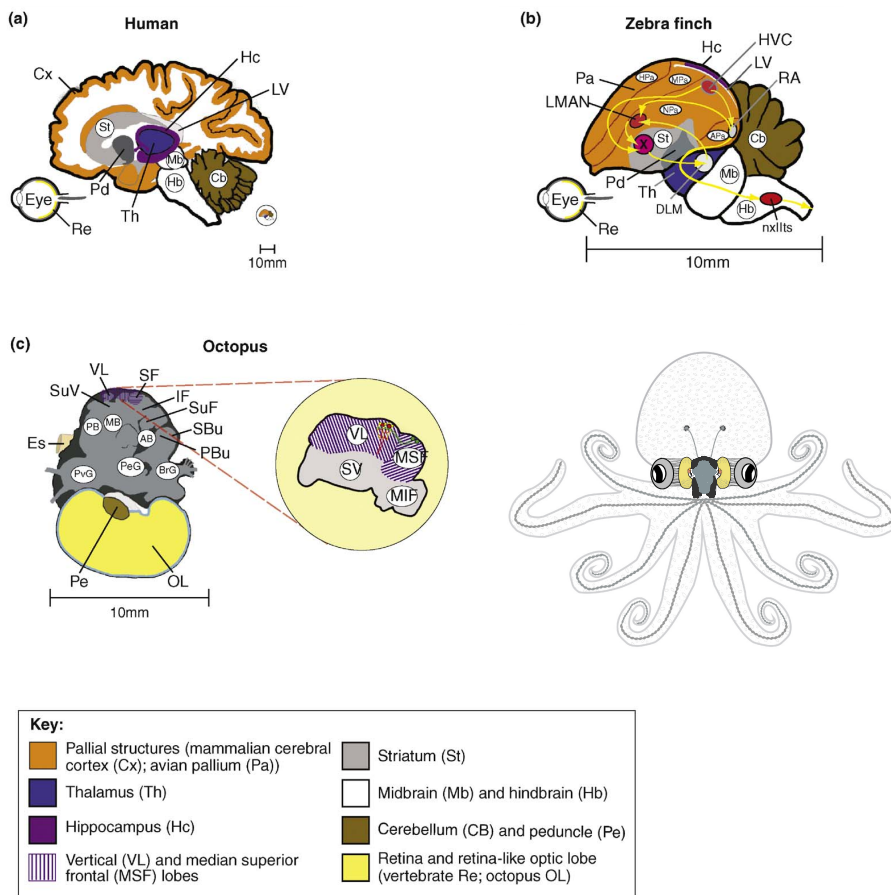 (a)
Human
Cx
Hc
LV
St
Pd
Th
Mb
Hb
Cb
Eye
Re
10mm
(b)
Zebra finch
Hc
HVC
LV
RA
Pa
HPa
MPa
LMAN
NPa
APa
X
St
Cb
Pd
Th
DLM
Mb
Hb
nxIIts
Eye
Re
10mm
(c)
Octopus
VL
SF
SuV
IF
SuF
SBu
PBu
PB
MB
AB
Es
PvG
PeG
BrG
Pe
OL
10mm
VL
MSF
SV
MIF
Key:
Pallial structures (mammalian cerebral
cortex (Cx); avian pallium (Pa))
Thalamus (Th)
Hippocampus (Hc)
Vertical (VL) and median superior
frontal (MSF) lobes
Striatum (St)
Midbrain (Mb) and hindbrain (Hb)
Cerebellum (CB) and peduncle (Pe)
Retina and retina-like optic lobe
(vertebrate Re; octopus OL)